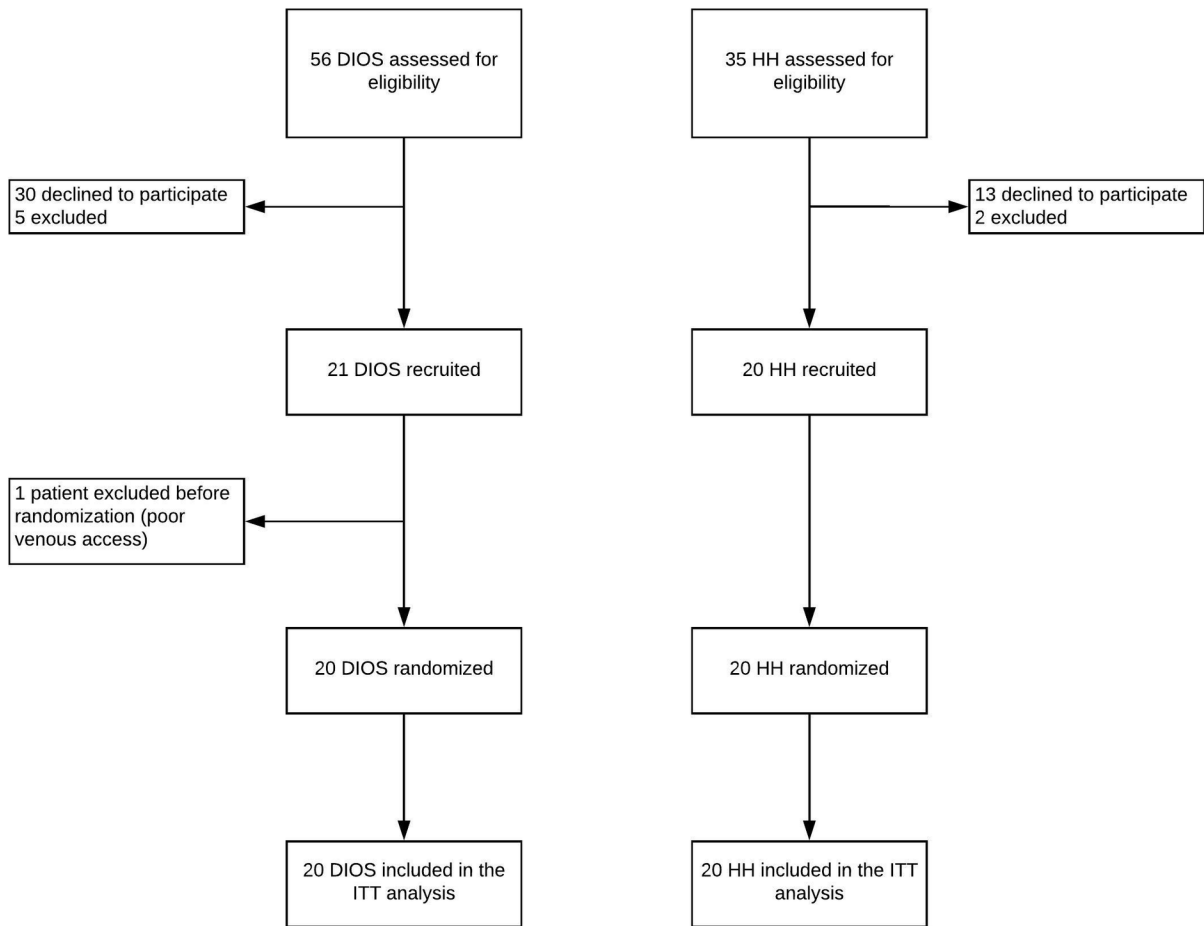 56 DIOS assessed for
eligibility
35 HH assessed for
eligibility
30 declined to participate
5 excluded
13 declined to participate
2 excluded
21 DIOS recruited
20 HH recruited
1 patient excluded before
randomization (poor
venous access)
20 DIOS randomized
20 HH randomized
20 DIOS included in the
ITT analysis
20 HH included in the ITT
analysis